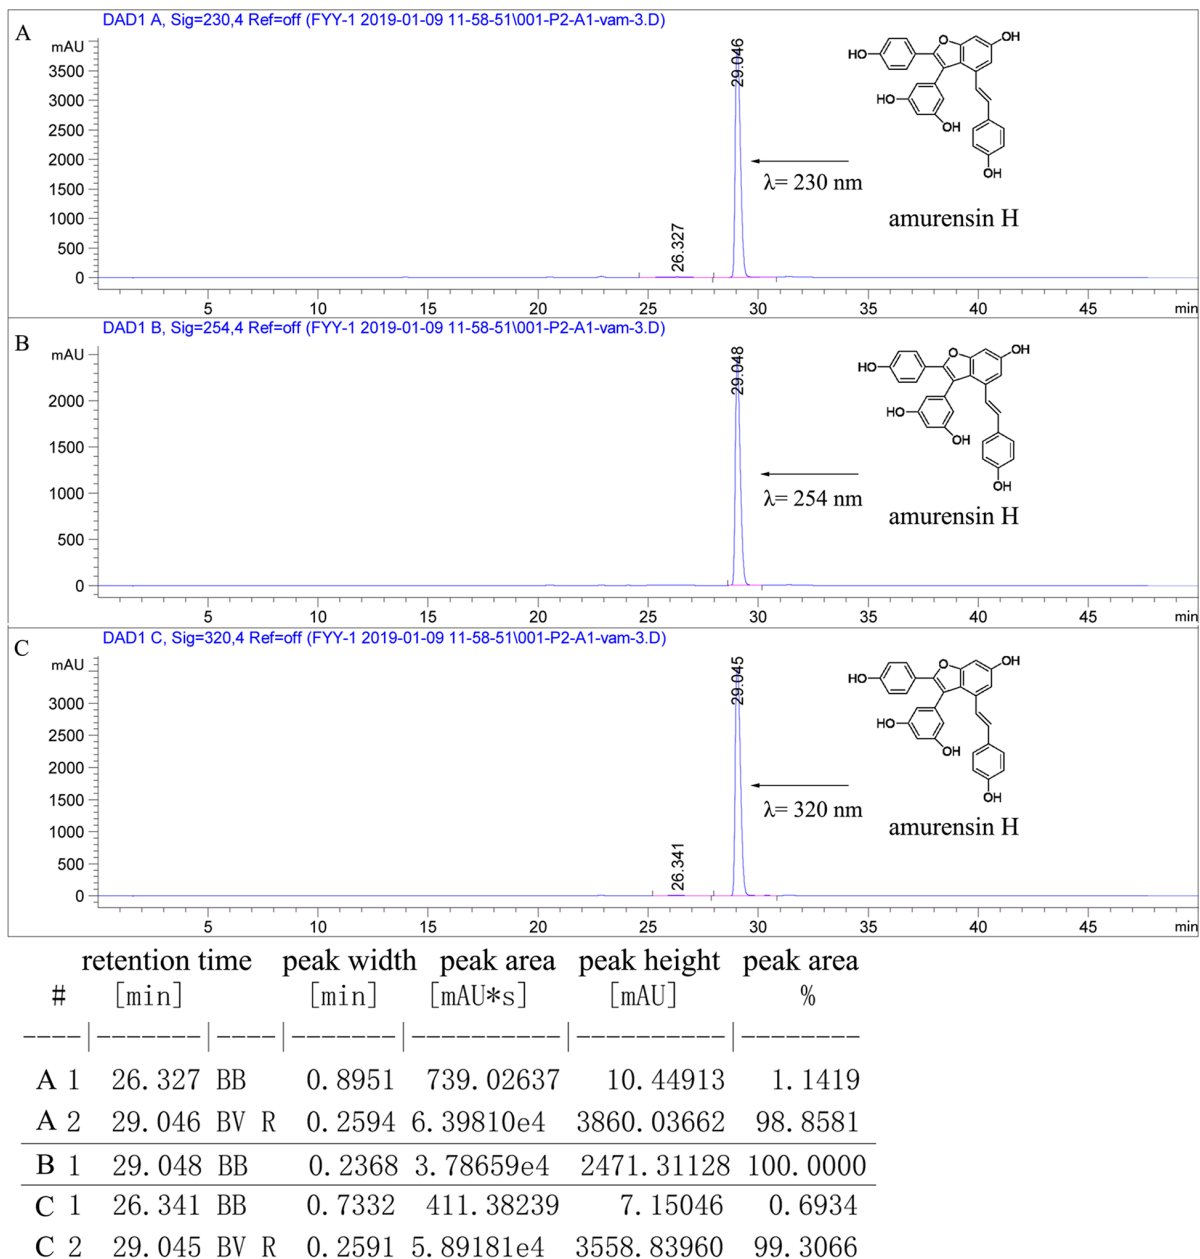 A
DAD1 A, Sig=230,4 Ref=off (FYY-1 2019-01-09 11-58-51\001-P2-A1-vam-3.D)
mAU
3500
3000
2500
2000
1500
1000
500
0
26.327
29.046
λ= 230 nm
HO
O
OH
HO
OH
OH
amurensin H
5 10 15 20 25 30 35 40 45 min
B
DAD1 B, Sig=254,4 Ref=off (FYY-1 2019-01-09 11-58-51\001-P2-A1-vam-3.D)
mAU
2000
1500
1000
500
0
29.048
λ= 254 nm
HO
O
OH
HO
OH
OH
amurensin H
5 10 15 20 25 30 35 40 45 min
C
DAD1 C, Sig=320,4 Ref=off (FYY-1 2019-01-09 11-58-51\001-P2-A1-vam-3.D)
mAU
3000
2500
2000
1500
1000
500
0
26.341
29.045
λ= 320 nm
HO
O
OH
HO
OH
OH
amurensin H
5 10 15 20 25 30 35 40 45 min
retention time peak width peak area peak height peak area
# [min] [min] [mAU*s] [mAU] %
----|-------|----|-------|----------|----------|--------
A 1 26.327 BB 0.8951 739.02637 10.44913 1.1419
A 2 29.046 BV R 0.2594 6.39810e4 3860.03662 98.8581
B 1 29.048 BB 0.2368 3.78659e4 2471.31128 100.0000
C 1 26.341 BB 0.7332 411.38239 7.15046 0.6934
C 2 29.045 BV R 0.2591 5.89181e4 3558.83960 99.3066